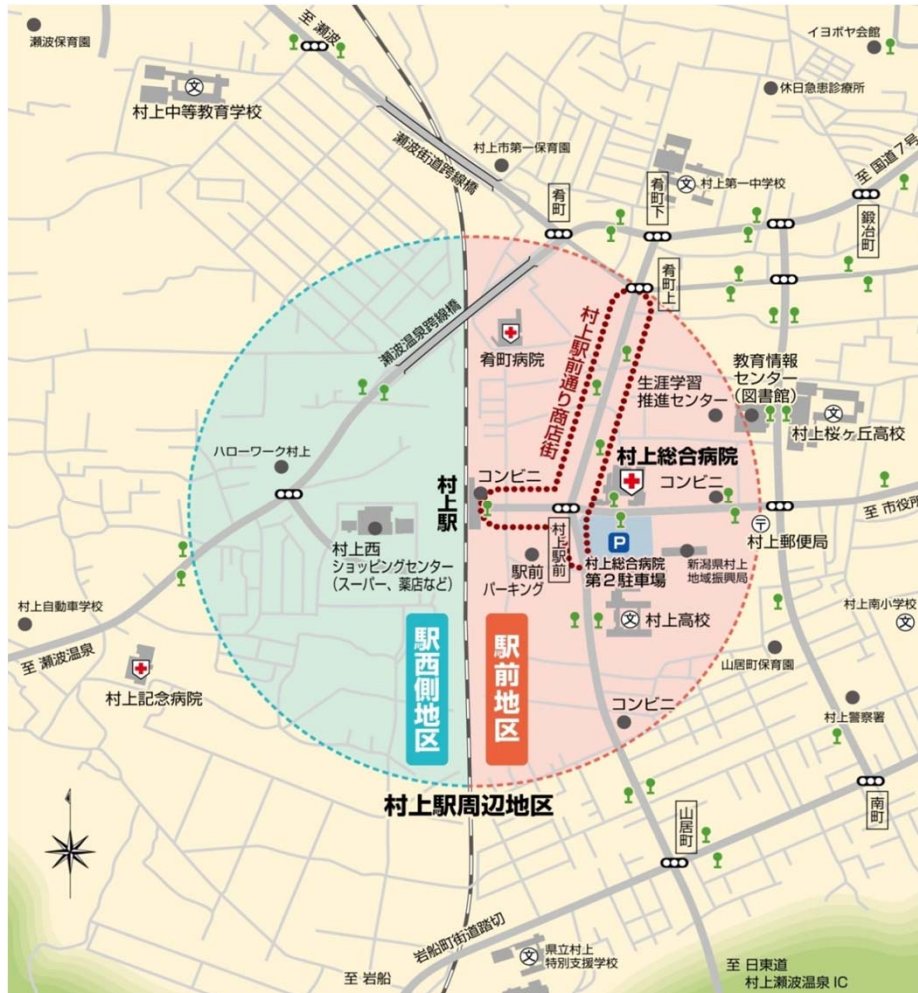 至 瀬波
瀬波保育園
イヨボヤ会館
休日急患診療所
文
村上中等教育学校
村上市第一保育園
瀬波街道跨線橋
文
村上第一中学校
至 国道7号
肴町
肴町下
鍛冶町
肴町上
瀬波温泉跨線橋
肴町病院
村上駅前通り商店街
生涯学習
推進センター
教育情報
センター
(図書館)
文
村上桜ヶ丘高校
ハローワーク村上
村上総合病院
コンビニ
コンビニ
村上駅
至 市役所
村上駅前
〒
村上郵便局
村上西
ショッピングセンター
(スーパー、薬店など)
駅前
パーキング
P
村上総合病院
第2駐車場
新潟県村上
地域振興局
村上自動車学校
至 瀬波温泉
村上記念病院
文
村上高校
村上南小学校
文
山居町保育園
駅西側地区
駅前地区
コンビニ
村上警察署
村上駅周辺地区
山居町
南町
岩船町街道踏切
至 岩船
文
県立村上
特別支援学校
至 日東道
村上瀬波温泉 IC